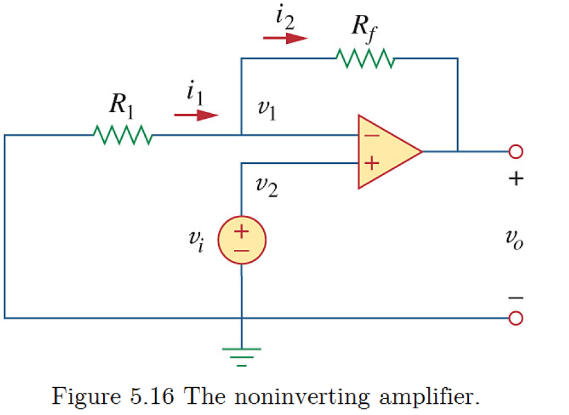 i2
Rf
i1
R1
v1
−
+
v2
+
vi
+
−
vo
−
Figure 5.16 The noninverting amplifier.